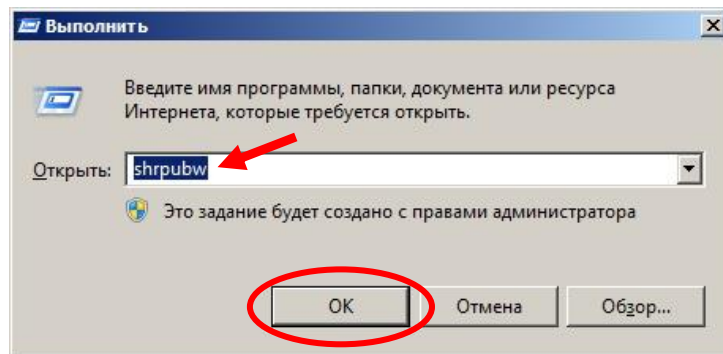 Выполнить
Введите имя программы, папки, документа или ресурса
Интернета, которые требуется открыть.
Открыть: shrpubw
Это задание будет создано с правами администратора
ОК Отмена Обзор...